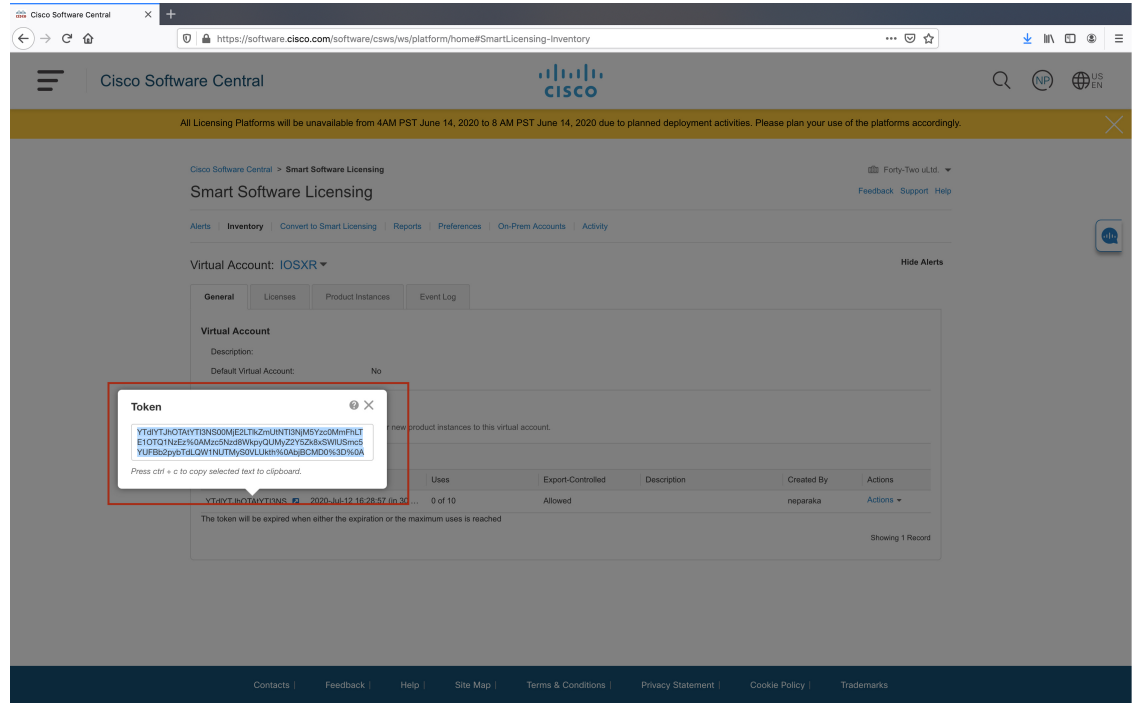 Cisco Software Central
https://software.cisco.com/software/csws/ws/platform/home#SmartLicensing-Inventory
Cisco Software Central
CISCO
NP
US
EN
All Licensing Platforms will be unavailable from 4AM PST June 14, 2020 to 8 AM PST June 14, 2020 due to planned deployment activities. Please plan your use of the platforms accordingly.
Cisco Software Central > Smart Software Licensing
Forty-Two uLtd.
Smart Software Licensing
Feedback Support Help
Alerts | Inventory | Convert to Smart Licensing | Reports | Preferences | On-Prem Accounts | Activity
Virtual Account: IOSXR
Hide Alerts
General Licenses Product Instances Event Log
Virtual Account
Description:
Default Virtual Account: No
Token
YTdlYTJhOTAtYTI3NS00MjE2LTlkZmUtNTI3NjM5Yzc0MmFhLT
E1OTQ1NzEz%0AMzc5Nzd8WkpyQUMyZ2Y5Zk8xSWlUSmc5
YUFBb2pybTdLQW1NUTMyS0VLUkth%0AbjBCMD0%3D%0A
Press ctrl + c to copy selected text to clipboard.
new product instances to this virtual account.
Uses Export-Controlled Description Created By Actions
YTdlYTJhOTAtYTI3NS 2020-Jul-12 16:28:57 (in 30 ... 0 of 10 Allowed neparaka Actions
The token will be expired when either the expiration or the maximum uses is reached
Showing 1 Record
Contacts | Feedback | Help | Site Map | Terms & Conditions | Privacy Statement | Cookie Policy | Trademarks